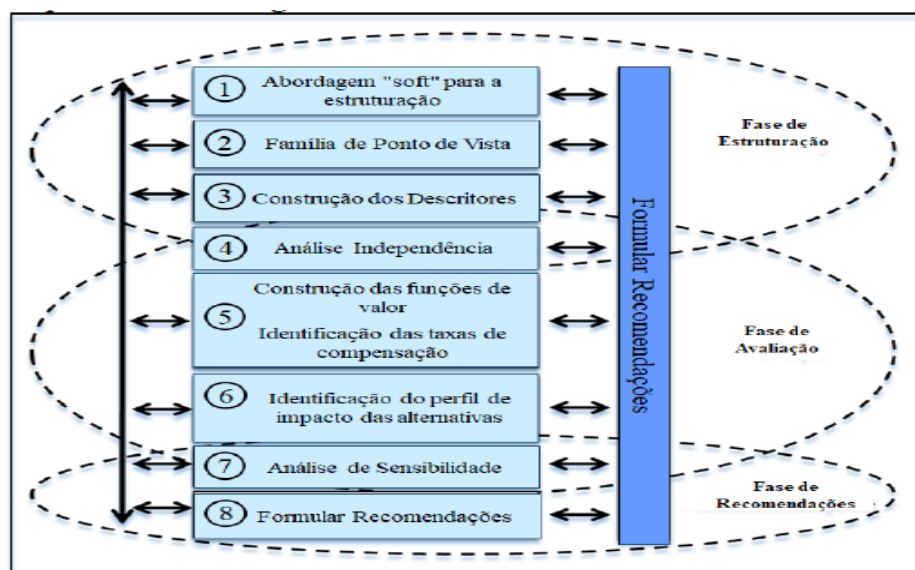 1
Abordagem "soft" para a
estruturação
2
Família de Ponto de Vista
3
Construção dos Descritores
4
Análise Independência
5
Construção das funções de
valor
Identificação das taxas de
compensação
6
Identificação do perfil de
impacto das alternativas
7
Análise de Sensibilidade
8
Formular Recomendações
Formular Recomendações
Fase de
Estruturação
Fase de
Avaliação
Fase de
Recomendações